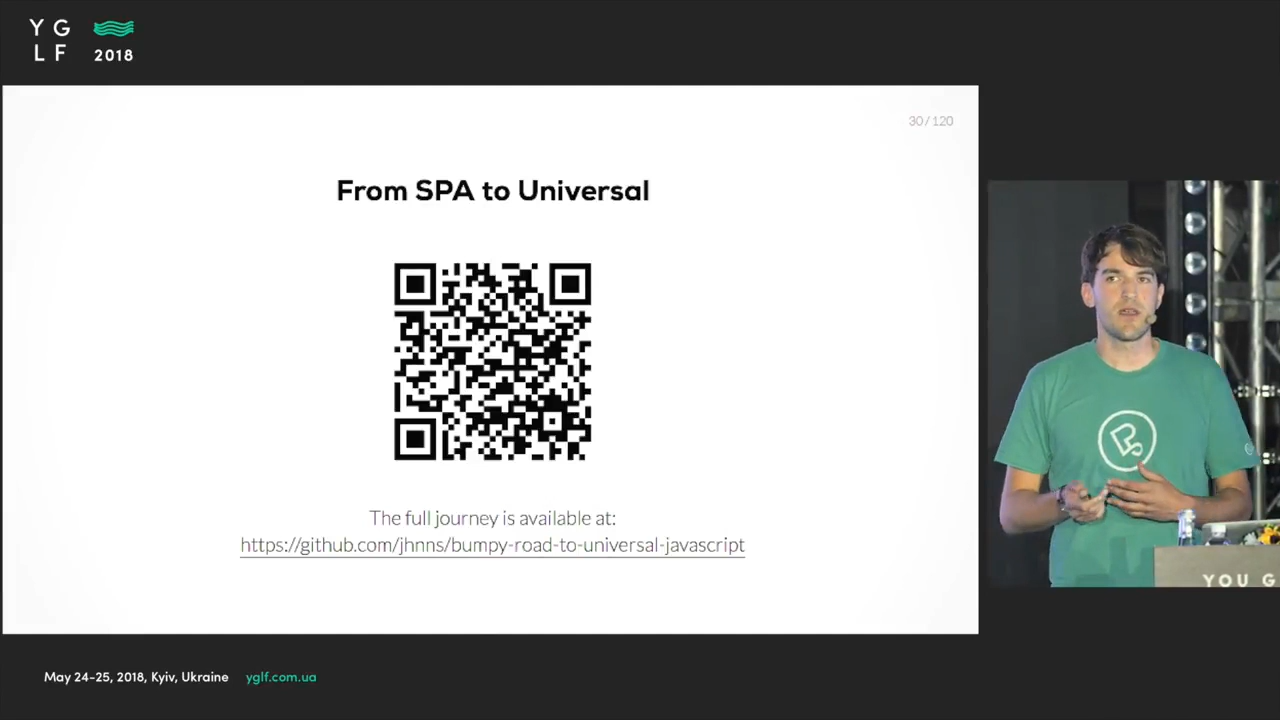 Y G
L F
2018
30 / 120
From SPA to Universal
The full journey is available at:
https://github.com/jhnns/bumpy-road-to-universal-javascript
YOU G
May 24-25, 2018, Kyiv, Ukraine yglf.com.ua